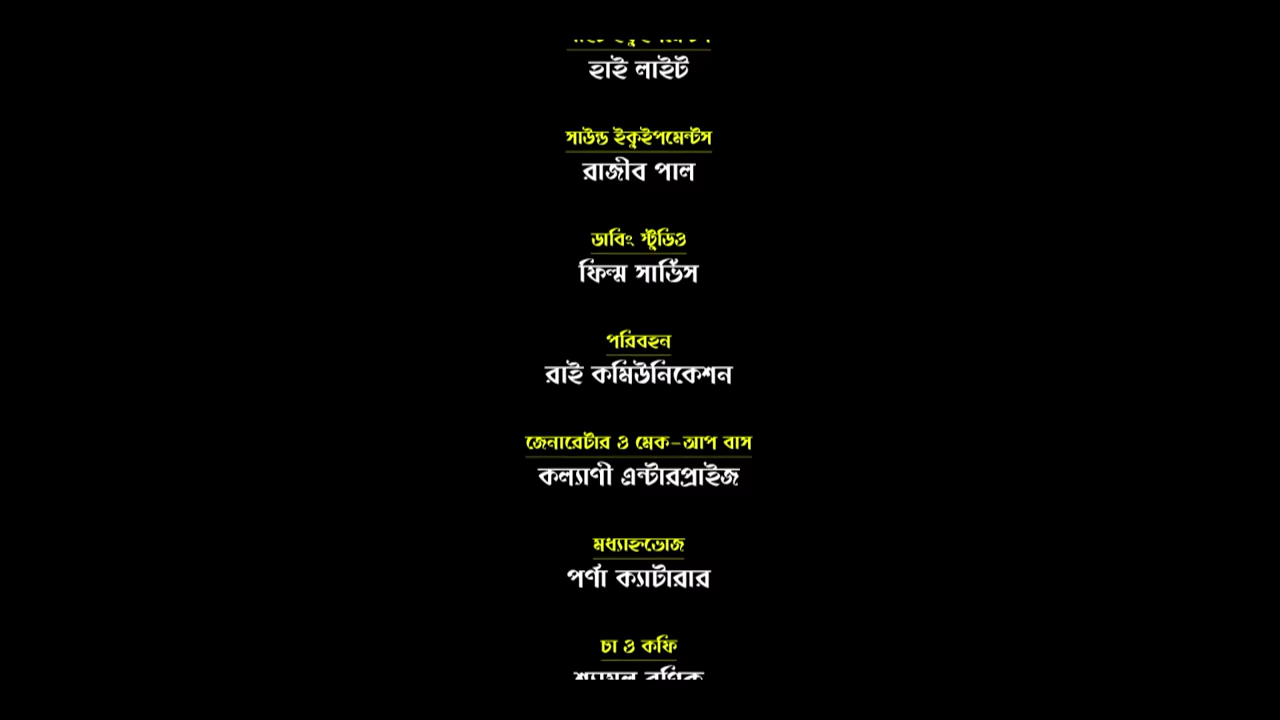 হাই লাইট
সাউন্ড ইকুইপমেন্টস
রাজীব পাল
ডাবিং স্টুডিও
ফিল্ম সার্ভিস
পরিবহন
রাই কমিউনিকেশন
জেনারেটার ও মেক-আপ বাস
কল্যাণী এন্টারপ্রাইজ
মধ্যাহ্নভোজ
পর্ণা ক্যাটারার
চা ও কফি